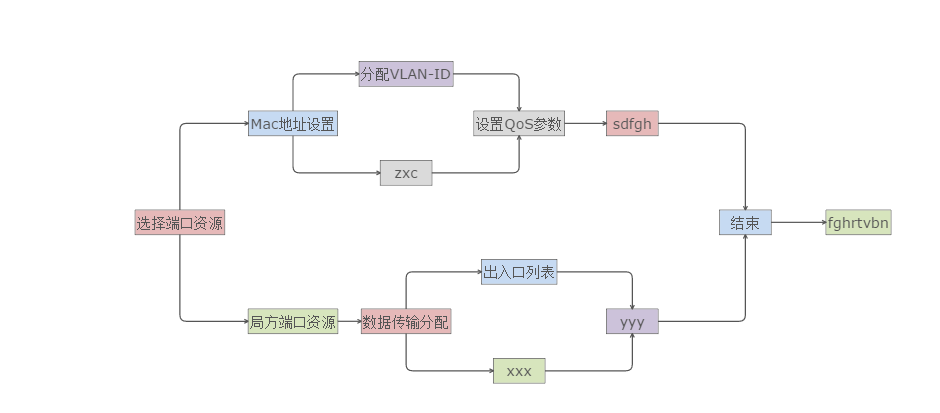 分配VLAN-ID
Mac地址设置
设置QoS参数
sdfgh
zxc
选择端口资源
结束
fghrtvbn
出入口列表
局方端口资源
数据传输分配
yyy
xxx